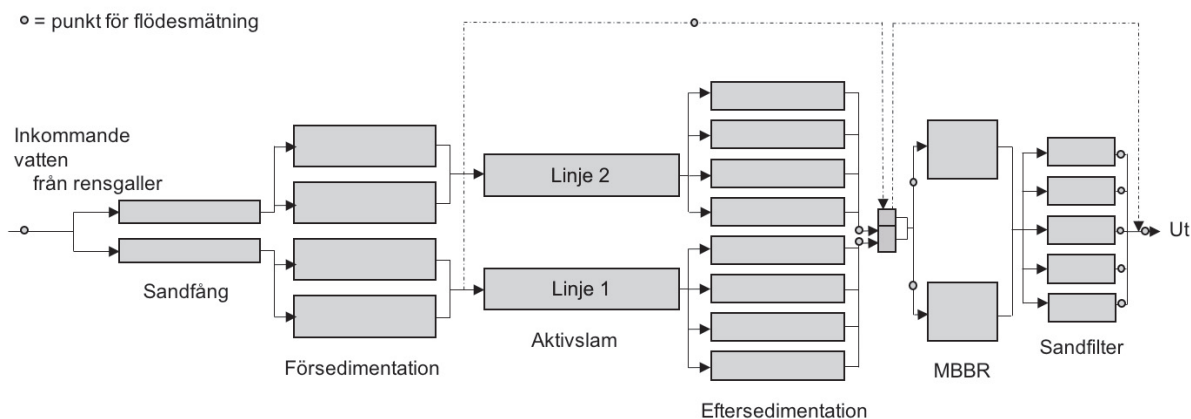 = punkt för flödesmätning
Inkommande
vatten
från rensgaller
Sandfång
Försedimentation
Linje 2
Linje 1
Aktivslam
Eftersedimentation
MBBR
Sandfilter
Ut